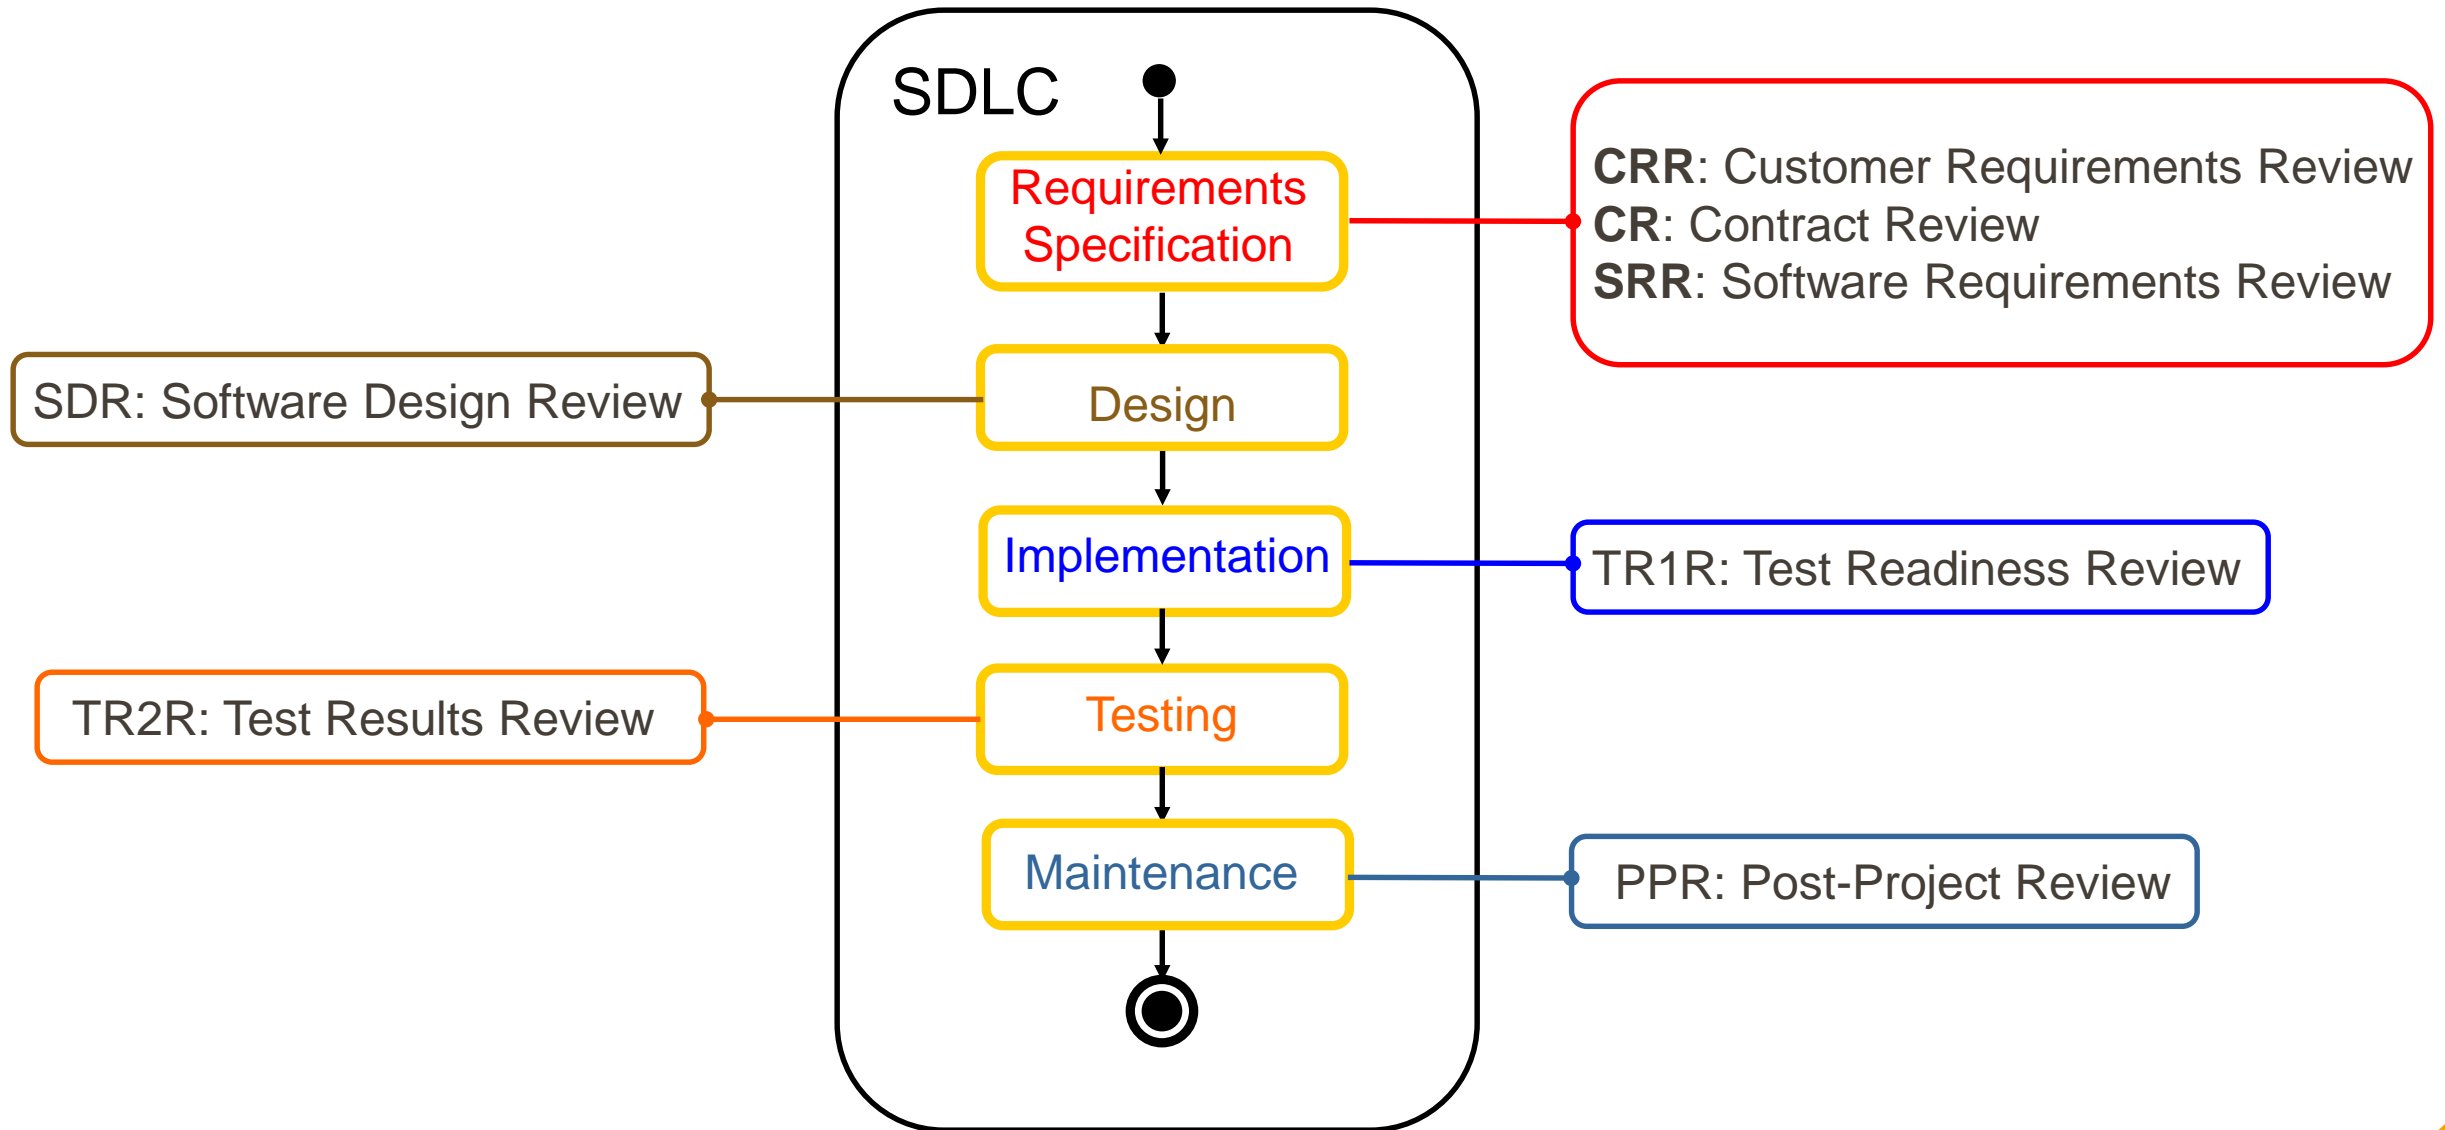 SDLC
Requirements
Specification
CRR: Customer Requirements Review
CR: Contract Review
SRR: Software Requirements Review
SDR: Software Design Review
Design
Implementation
TR1R: Test Readiness Review
TR2R: Test Results Review
Testing
Maintenance
PPR: Post-Project Review